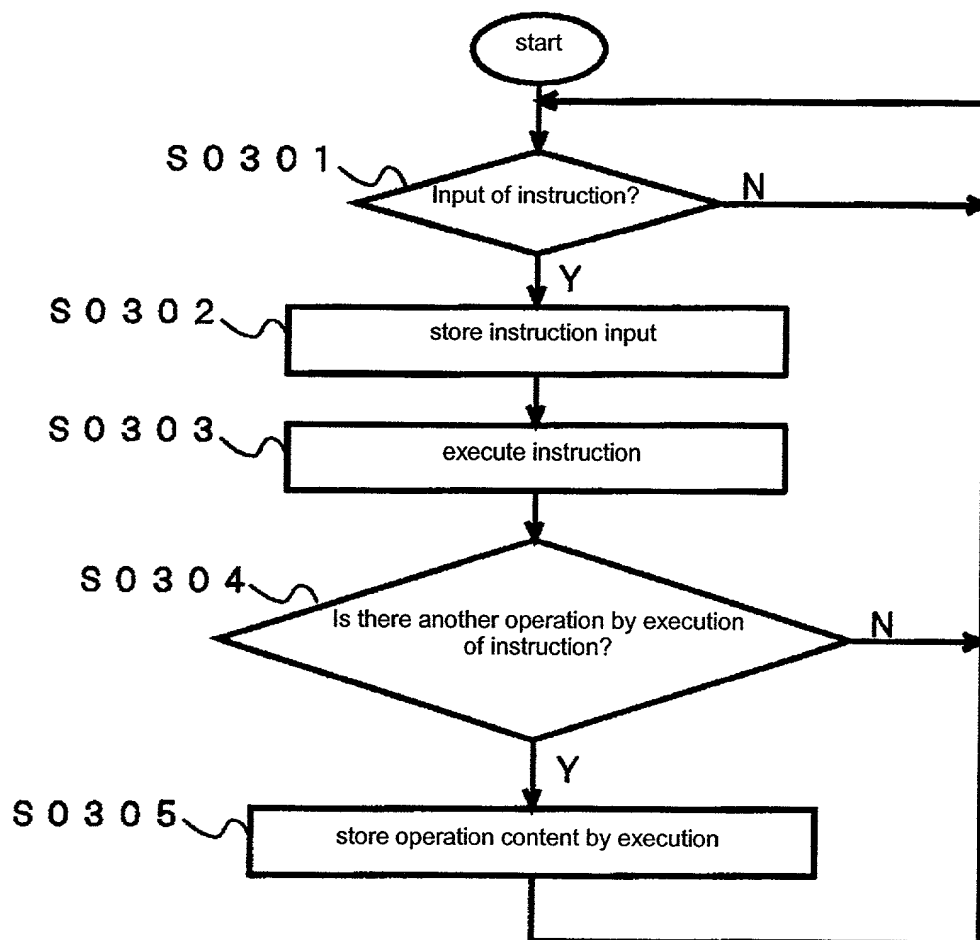 start
S0301
Input of instruction?
N
Y
S0302
store instruction input
S0303
execute instruction
S0304
Is there another operation by execution
of instruction?
N
Y
S0305
store operation content by execution